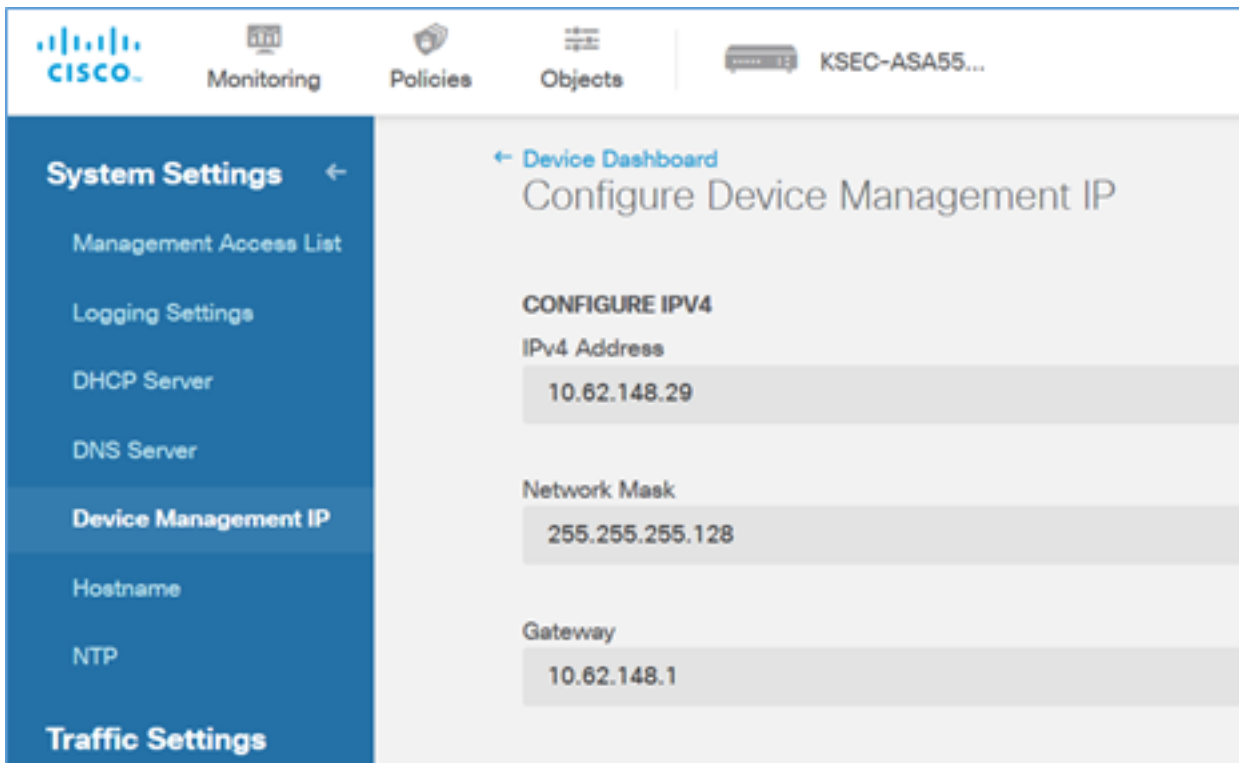 CISCO
Monitoring
Policies
Objects
KSEC-ASA55...
System Settings ←
Management Access List
Logging Settings
DHCP Server
DNS Server
Device Management IP
Hostname
NTP
Traffic Settings
← Device Dashboard
Configure Device Management IP
CONFIGURE IPV4
IPv4 Address
10.62.148.29
Network Mask
255.255.255.128
Gateway
10.62.148.1